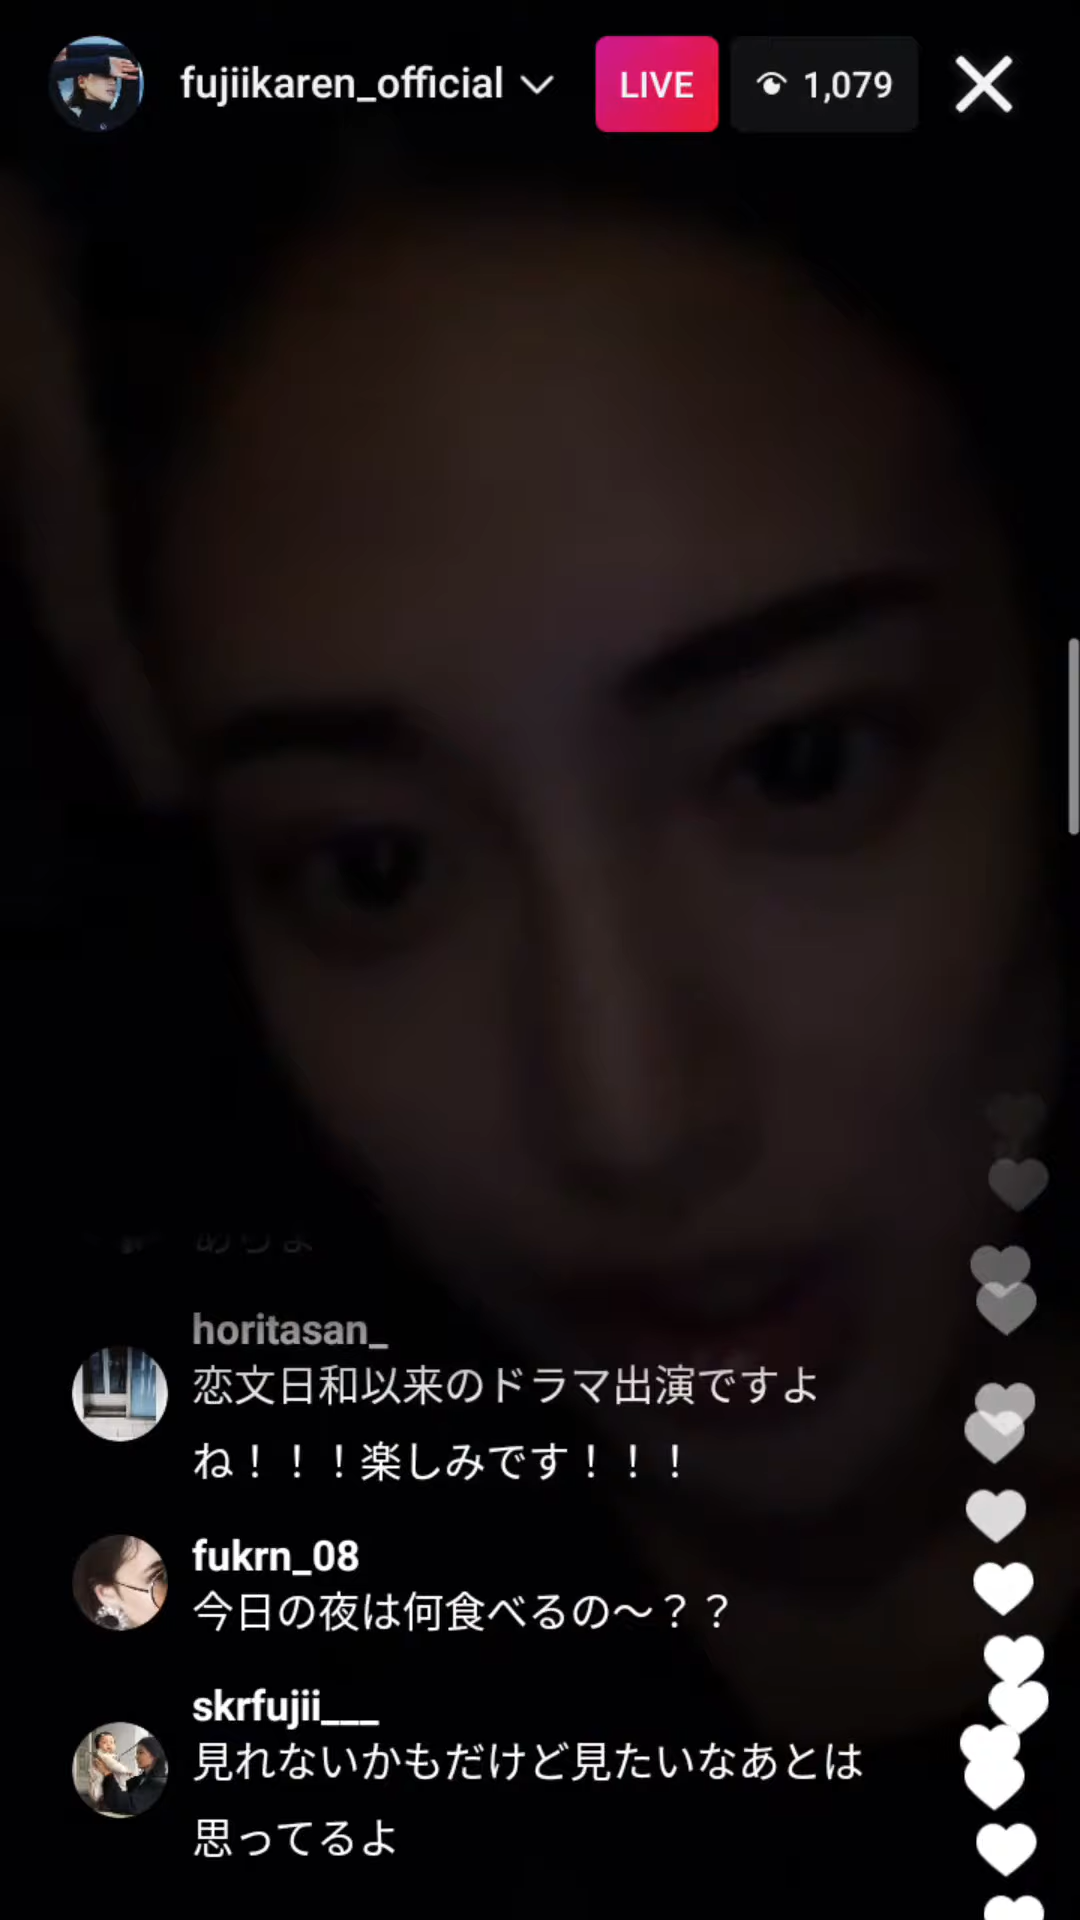 fujiikaren_official
LIVE
1,079
ありよ
horitasan_
恋文日和以来のドラマ出演ですよ
ね！！！楽しみです！！！
fukrn_08
今日の夜は何食べるの〜？？
skrfujii___
見れないかもだけど見たいなあとは
思ってるよ